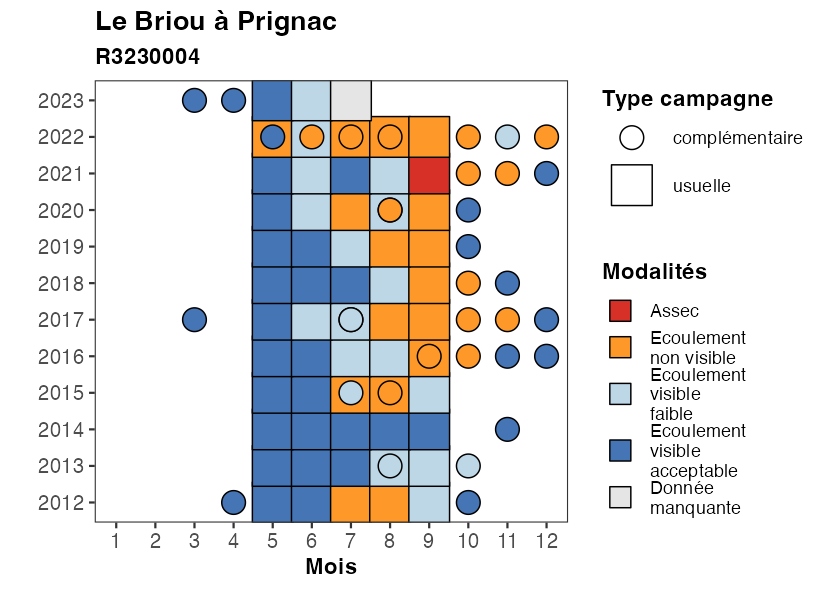 Le Briou à Prignac
R3230004
2023
2022
2021
2020
2019
2018
2017
2016
2015
2014
2013
2012
1 2 3 4 5 6 7 8 9 10 11 12
Mois
Type campagne
complémentaire
usuelle
Modalités
Assec
Ecoulement
non visible
Ecoulement
visible
faible
Ecoulement
visible
acceptable
Donnée
manquante